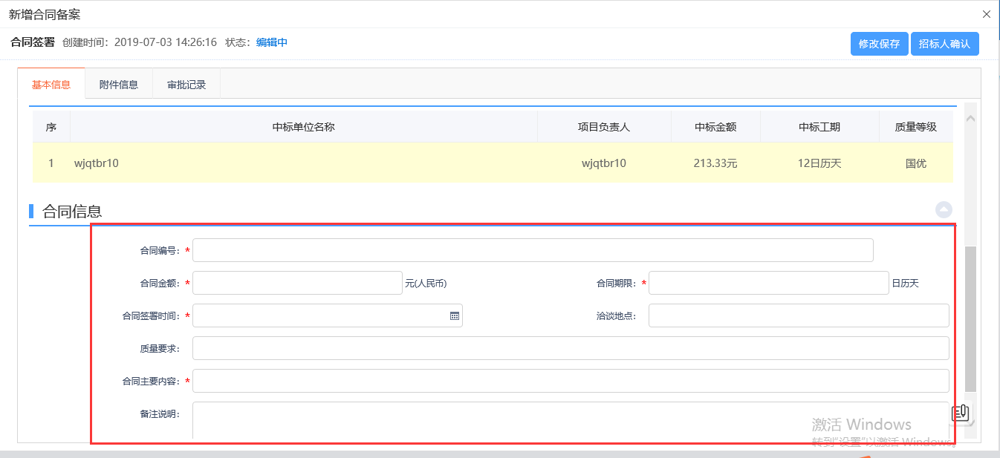 新增合同备案
合同签署 创建时间：2019-07-03 14:26:16 状态：编辑中 修改保存 招标人确认
基本信息 附件信息 审批记录
序 中标单位名称 项目负责人 中标金额 中标工期 质量等级
1 wjqtbr10 wjqtbr10 213.33元 12日历天 国优
合同信息
合同编号：*
合同金额：* 元(人民币) 合同期限：* 日历天
合同签署时间：* 洽谈地点：
质量要求：
合同主要内容：*
备注说明：
激活 Windows
转到"设置"以激活 Windows。